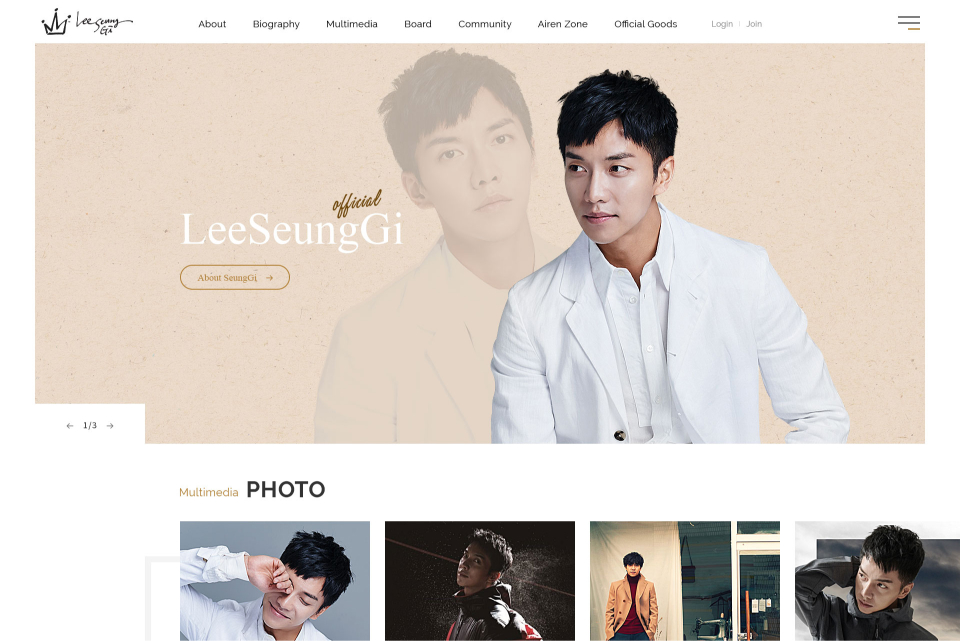 Lee Seung Gi
About Biography Multimedia Board Community Airen Zone Official Goods Login Join
official
LeeSeungGi
About SeungGi →
← 1/3 →
Multimedia PHOTO